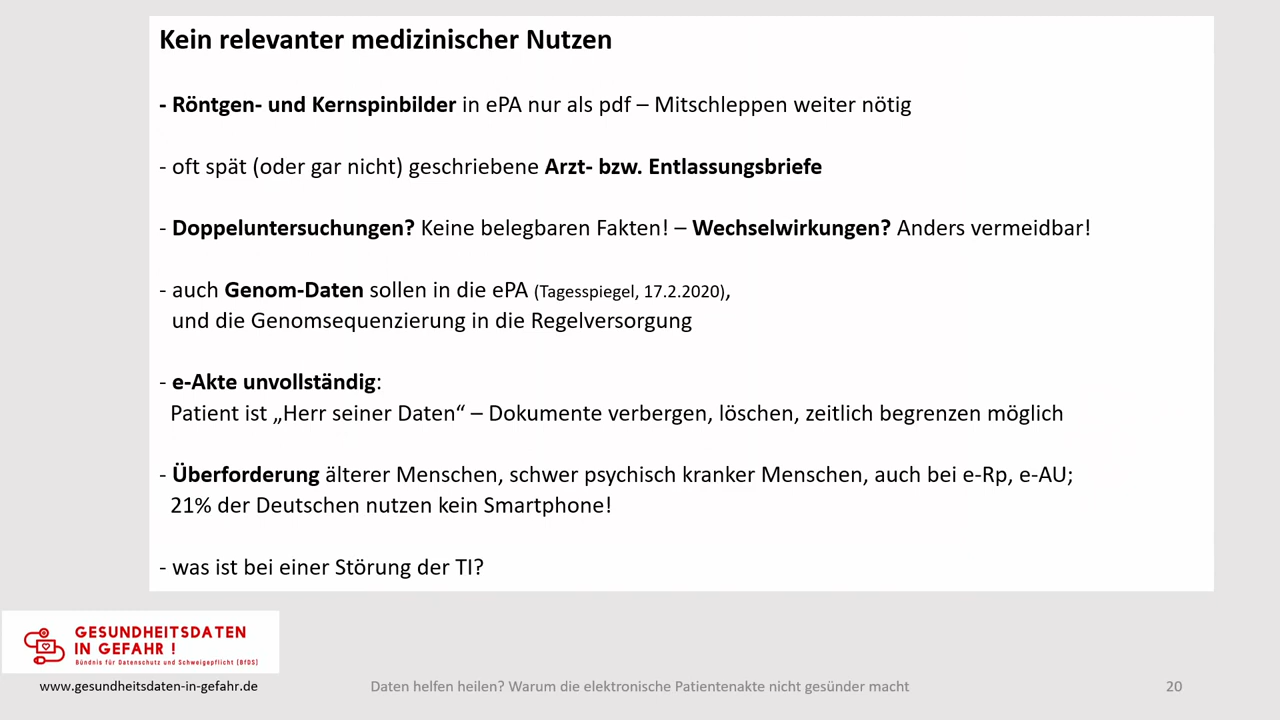 Kein relevanter medizinischer Nutzen
- Röntgen- und Kernspinbilder in ePA nur als pdf – Mitschleppen weiter nötig
- oft spät (oder gar nicht) geschriebene Arzt- bzw. Entlassungsbriefe
- Doppeluntersuchungen? Keine belegbaren Fakten! – Wechselwirkungen? Anders vermeidbar!
- auch Genom-Daten sollen in die ePA (Tagesspiegel, 17.2.2020),
und die Genomsequenzierung in die Regelversorgung
- e-Akte unvollständig:
Patient ist „Herr seiner Daten“ – Dokumente verbergen, löschen, zeitlich begrenzen möglich
- Überforderung älterer Menschen, schwer psychisch kranker Menschen, auch bei e-Rp, e-AU;
21% der Deutschen nutzen kein Smartphone!
- was ist bei einer Störung der TI?
GESUNDHEITSDATEN
IN GEFAHR !
Bündnis für Datenschutz und Schweigepflicht (BfDS)
www.gesundheitsdaten-in-gefahr.de
Daten helfen heilen? Warum die elektronische Patientenakte nicht gesünder macht
20